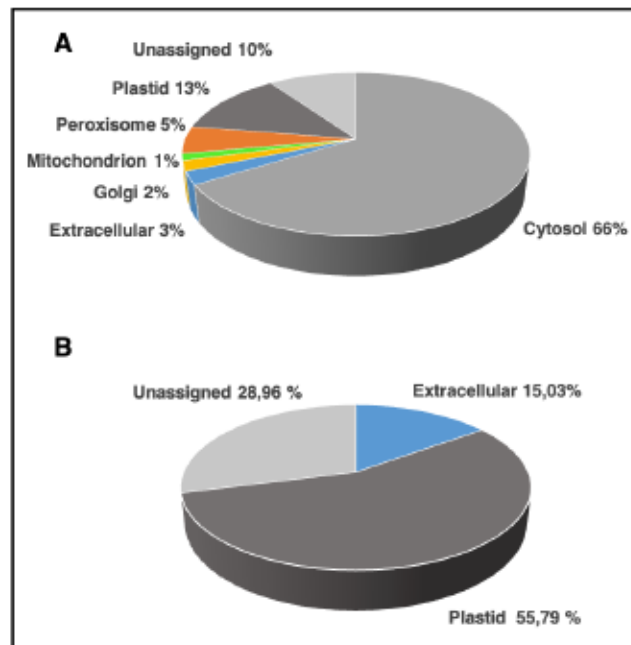 A
Unassigned 10%
Plastid 13%
Peroxisome 5%
Mitochondrion 1%
Golgi 2%
Extracellular 3%
Cytosol 66%
B
Unassigned 28,96 %
Extracellular 15,03%
Plastid 55,79 %